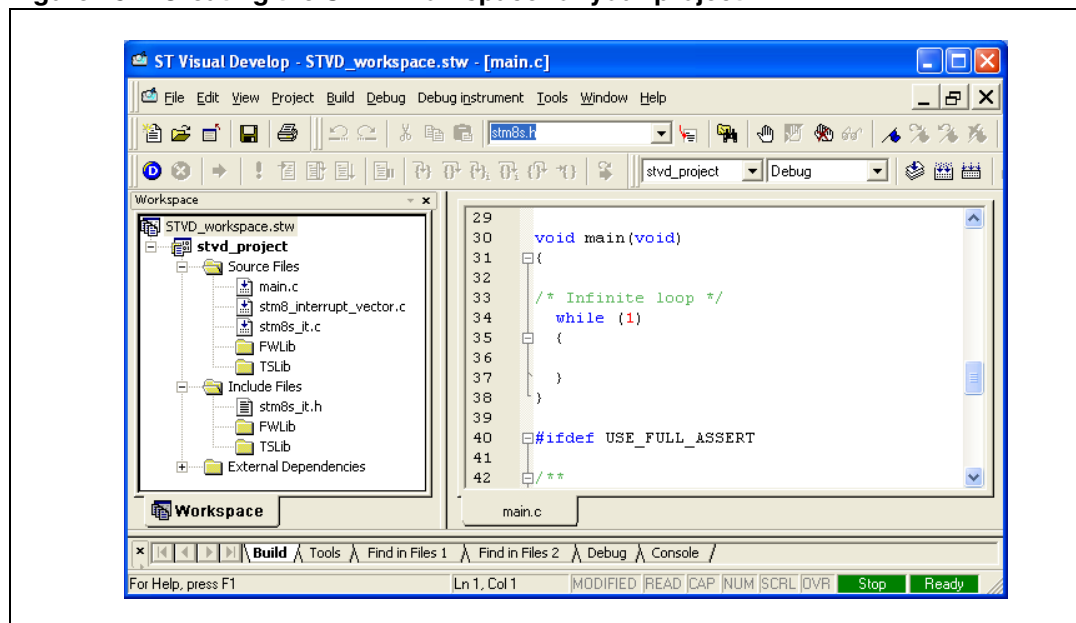 ST Visual Develop - STVD_workspace.stw - [main.c]
File Edit View Project Build Debug Debug instrument Tools Window Help
stm8s.h
stvd_project Debug
Workspace
STVD_workspace.stw
stvd_project
Source Files
main.c
stm8_interrupt_vector.c
stm8s_it.c
FWLib
TSLib
Include Files
stm8s_it.h
FWLib
TSLib
External Dependencies
Workspace
29
30 void main(void)
31 {
32
33 /* Infinite loop */
34 while (1)
35 {
36
37 }
38 }
39
40 #ifdef USE_FULL_ASSERT
41
42 /**
main.c
Build Tools Find in Files 1 Find in Files 2 Debug Console
For Help, press F1 Ln 1, Col 1 MODIFIED READ CAP NUM SCRL OVR Stop Ready